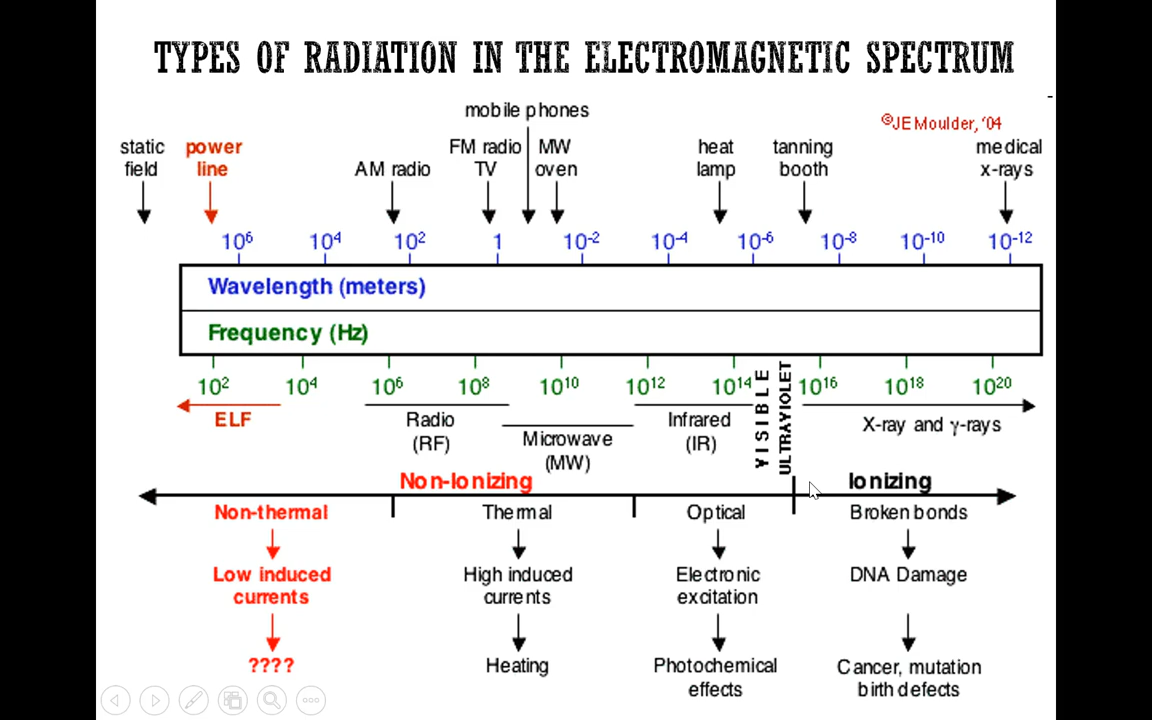 TYPES OF RADIATION IN THE ELECTROMAGNETIC SPECTRUM
mobile phones
©JE Moulder, '04
static
field
power
line
AM radio
FM radio
TV
MW
oven
heat
lamp
tanning
booth
medical
x-rays
10⁶ 10⁴ 10² 1 10⁻² 10⁻⁴ 10⁻⁶ 10⁻⁸ 10⁻¹⁰ 10⁻¹²
Wavelength (meters)
Frequency (Hz)
10² 10⁴ 10⁶ 10⁸ 10¹⁰ 10¹² 10¹⁴ 10¹⁶ 10¹⁸ 10²⁰
ELF
Radio
(RF)
Microwave
(MW)
Infrared
(IR)
VISIBLE
ULTRAVIOLET
X-ray and γ-rays
Non-Ionizing
Ionizing
Non-thermal
Low induced
currents
????
Thermal
High induced
currents
Heating
Optical
Electronic
excitation
Photochemical
effects
Broken bonds
DNA Damage
Cancer, mutation
birth defects